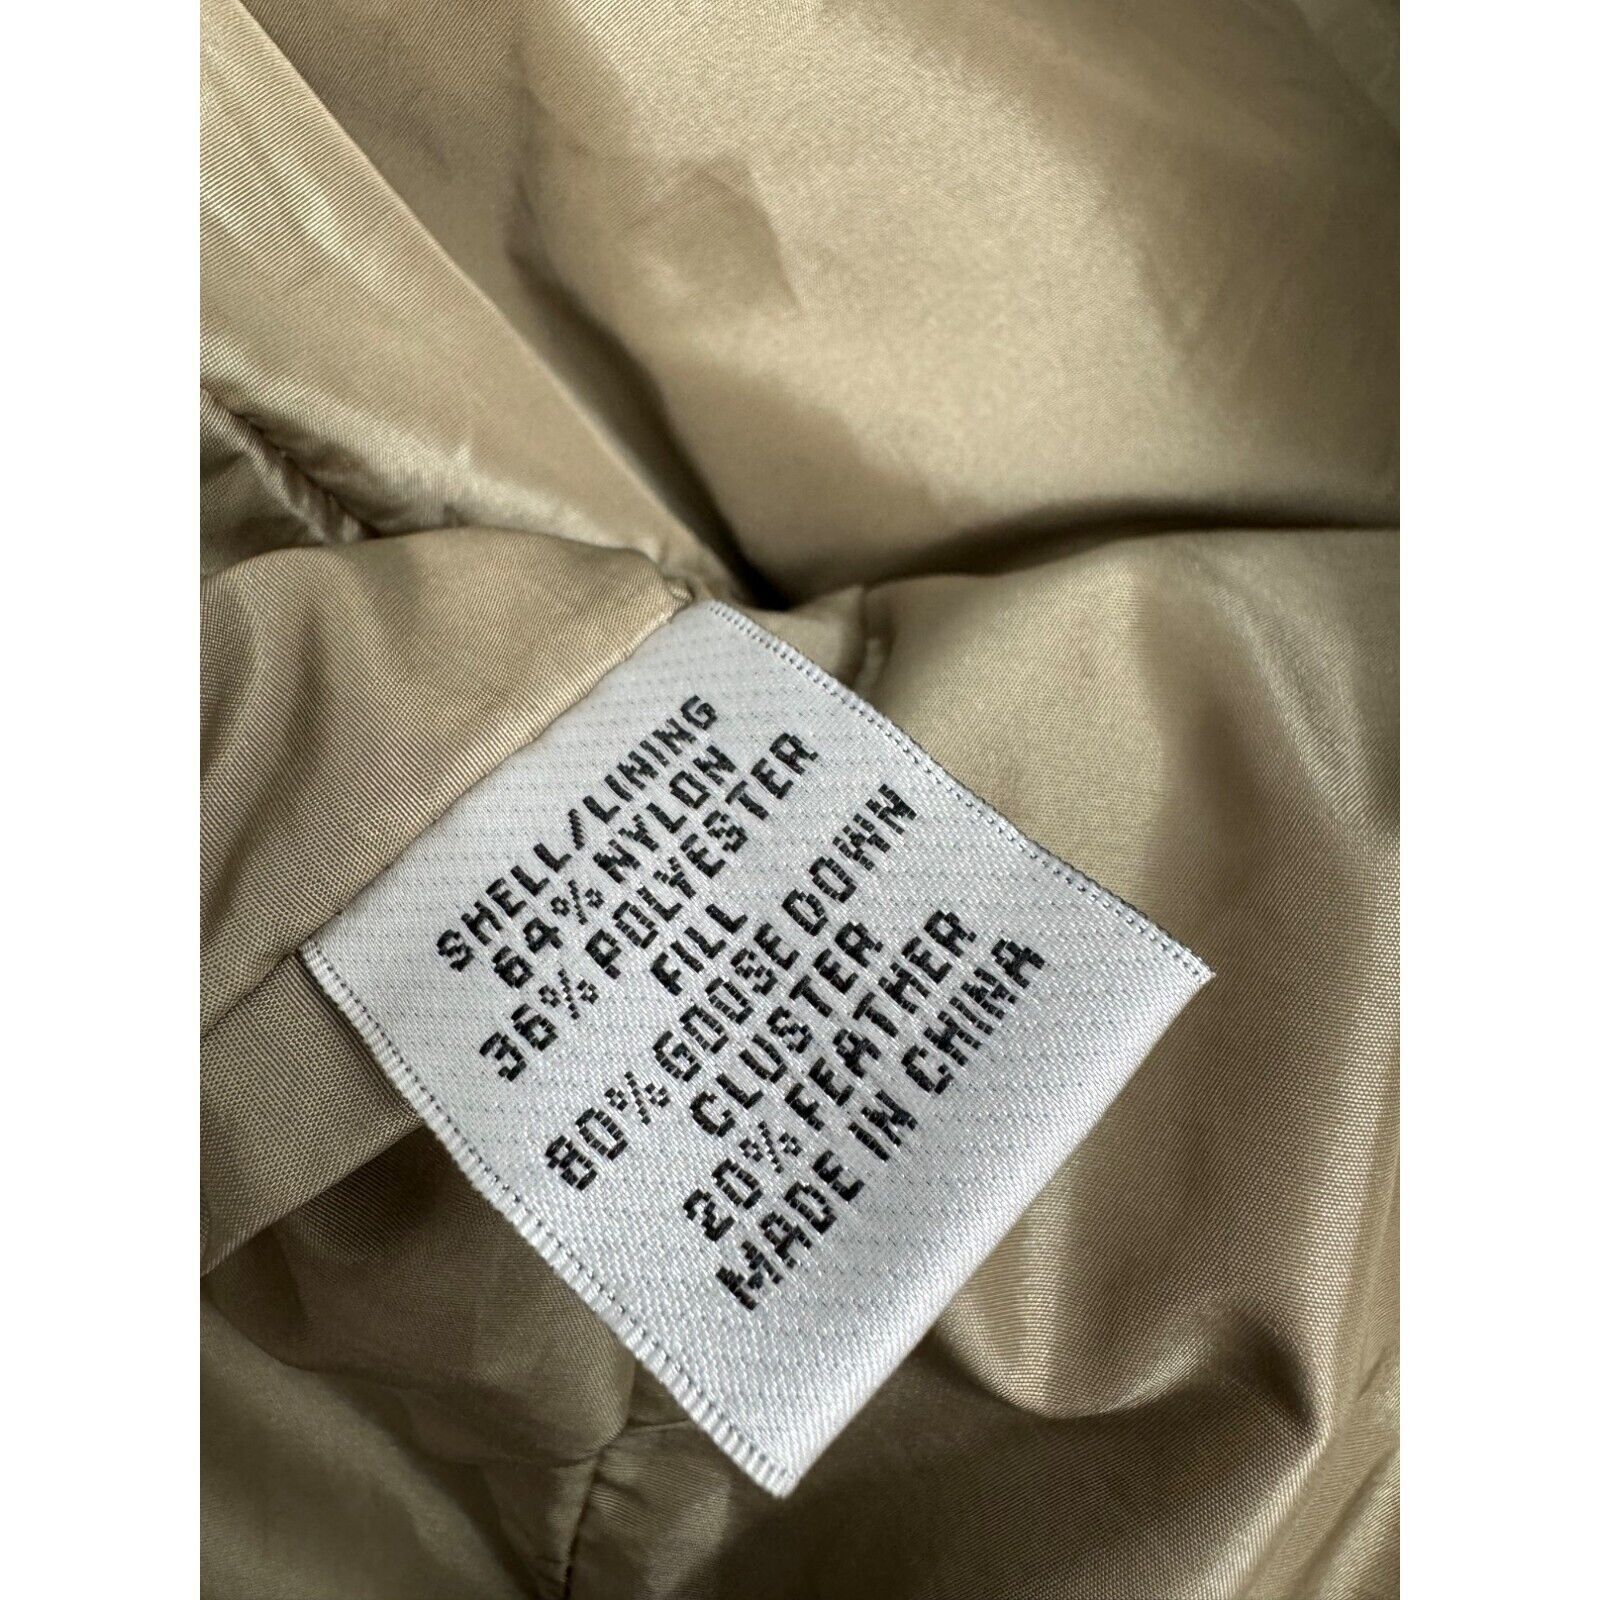 SHELL/LINING
64% NYLON
36% POLYESTER
FILL
80% GOOSE DOWN
CLUSTER
20% FEATHER
MADE IN CHINA